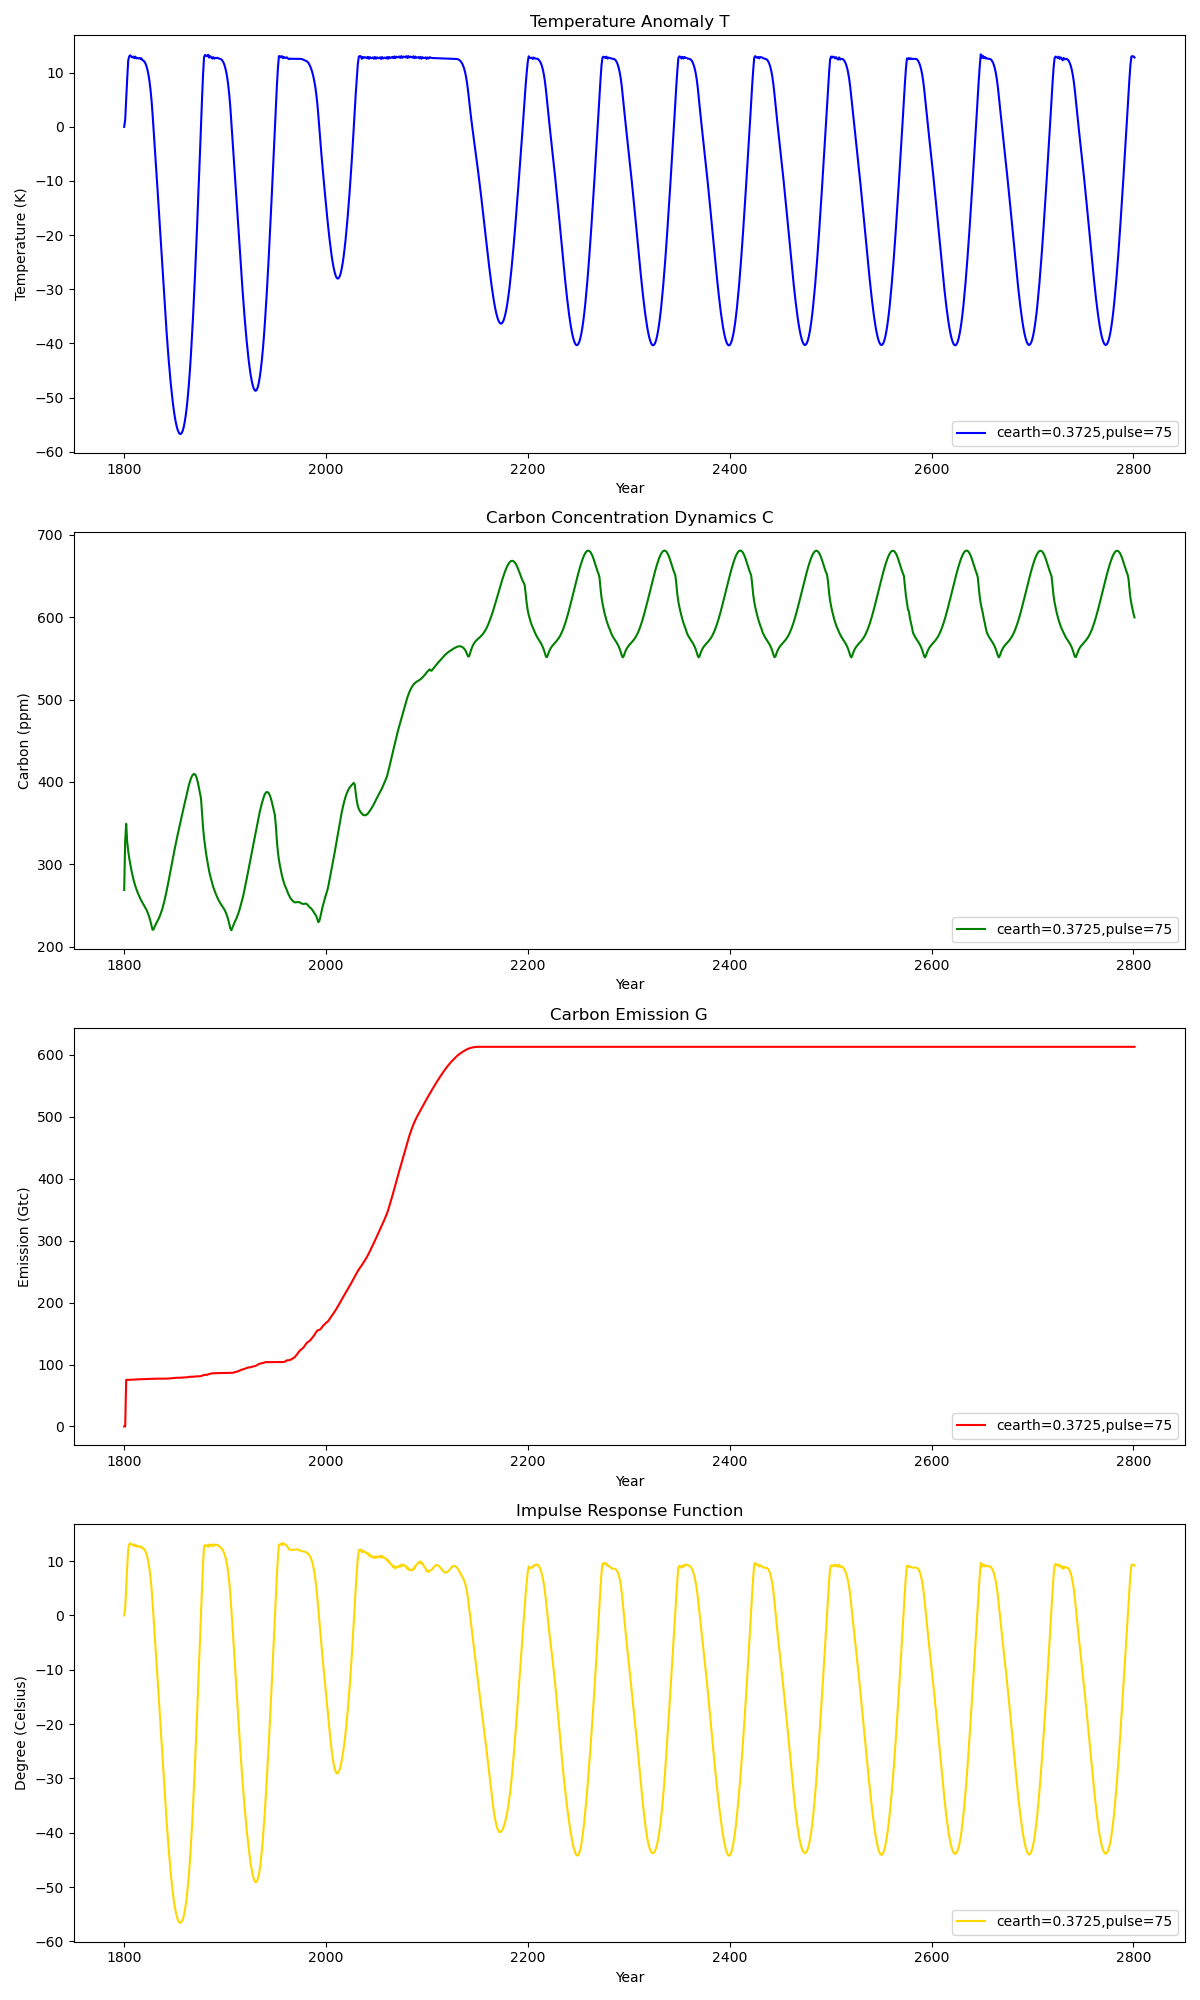 Temperature Anomaly T
Temperature (K)
10
0
−10
−20
−30
−40
−50
−60
cearth=0.3725,pulse=75
1800 2000 2200 2400 2600 2800
Year
Carbon Concentration Dynamics C
Carbon (ppm)
700
600
500
400
300
200
cearth=0.3725,pulse=75
1800 2000 2200 2400 2600 2800
Year
Carbon Emission G
Emission (Gtc)
600
500
400
300
200
100
0
cearth=0.3725,pulse=75
1800 2000 2200 2400 2600 2800
Year
Impulse Response Function
Degree (Celsius)
10
0
−10
−20
−30
−40
−50
−60
cearth=0.3725,pulse=75
1800 2000 2200 2400 2600 2800
Year